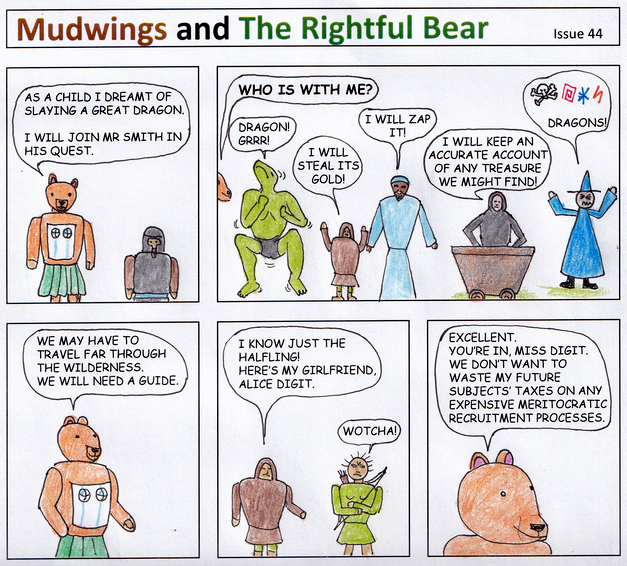 Mudwings and The Rightful Bear
Issue 44
AS A CHILD I DREAMT OF
SLAYING A GREAT DRAGON.
I WILL JOIN MR SMITH IN
HIS QUEST.
WHO IS WITH ME?
DRAGON!
GRRR!
I WILL
STEAL ITS
GOLD!
I WILL ZAP
IT!
I WILL KEEP AN
ACCURATE ACCOUNT
OF ANY TREASURE
WE MIGHT FIND!
DRAGONS!
WE MAY HAVE TO
TRAVEL FAR THROUGH
THE WILDERNESS.
WE WILL NEED A GUIDE.
I KNOW JUST THE
HALFLING!
HERE'S MY GIRLFRIEND,
ALICE DIGIT.
WOTCHA!
EXCELLENT.
YOU'RE IN, MISS DIGIT.
WE DON'T WANT TO
WASTE MY FUTURE
SUBJECTS' TAXES ON ANY
EXPENSIVE MERITOCRATIC
RECRUITMENT PROCESSES.